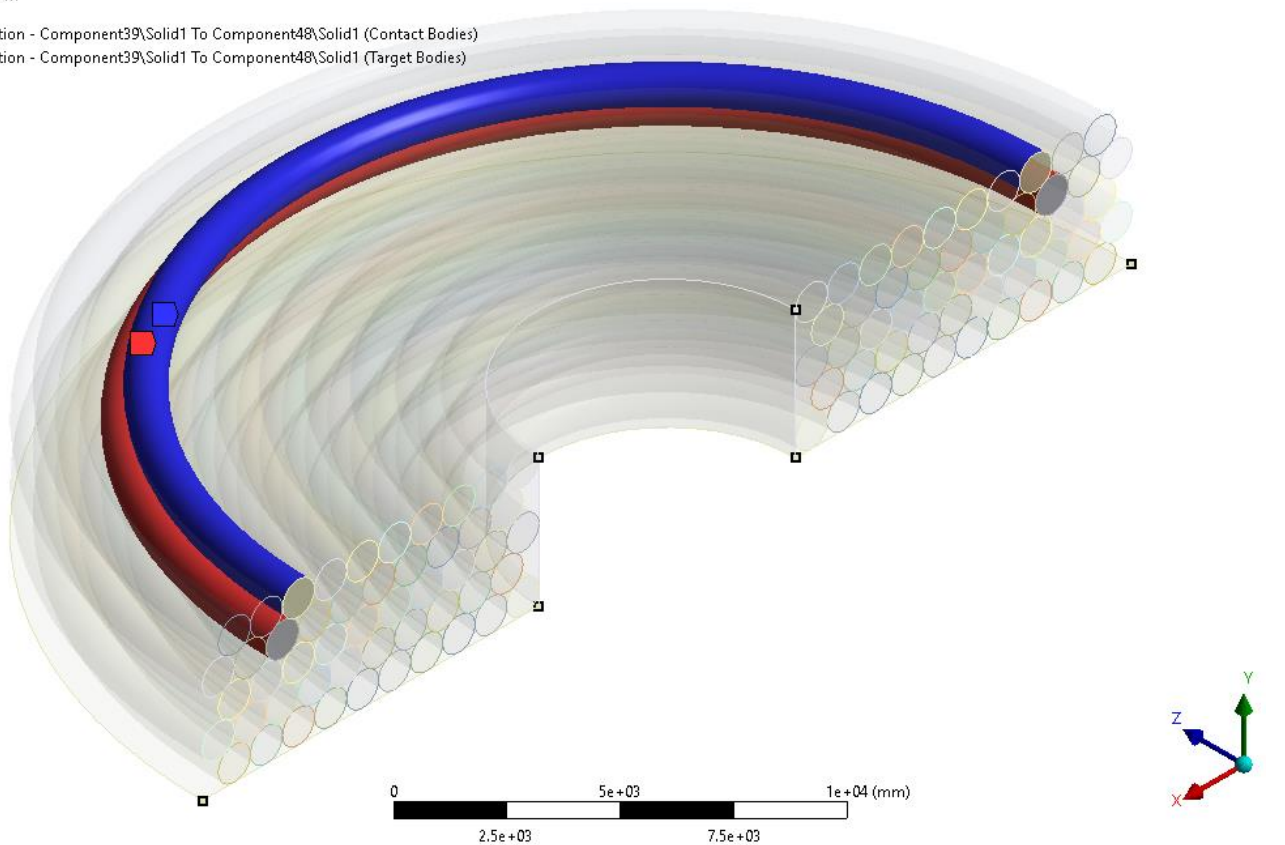 tion - Component39\Solid1 To Component48\Solid1 (Contact Bodies)
tion - Component39\Solid1 To Component48\Solid1 (Target Bodies)
0 5e+03 1e+04 (mm)
2.5e+03 7.5e+03
Y
Z
X